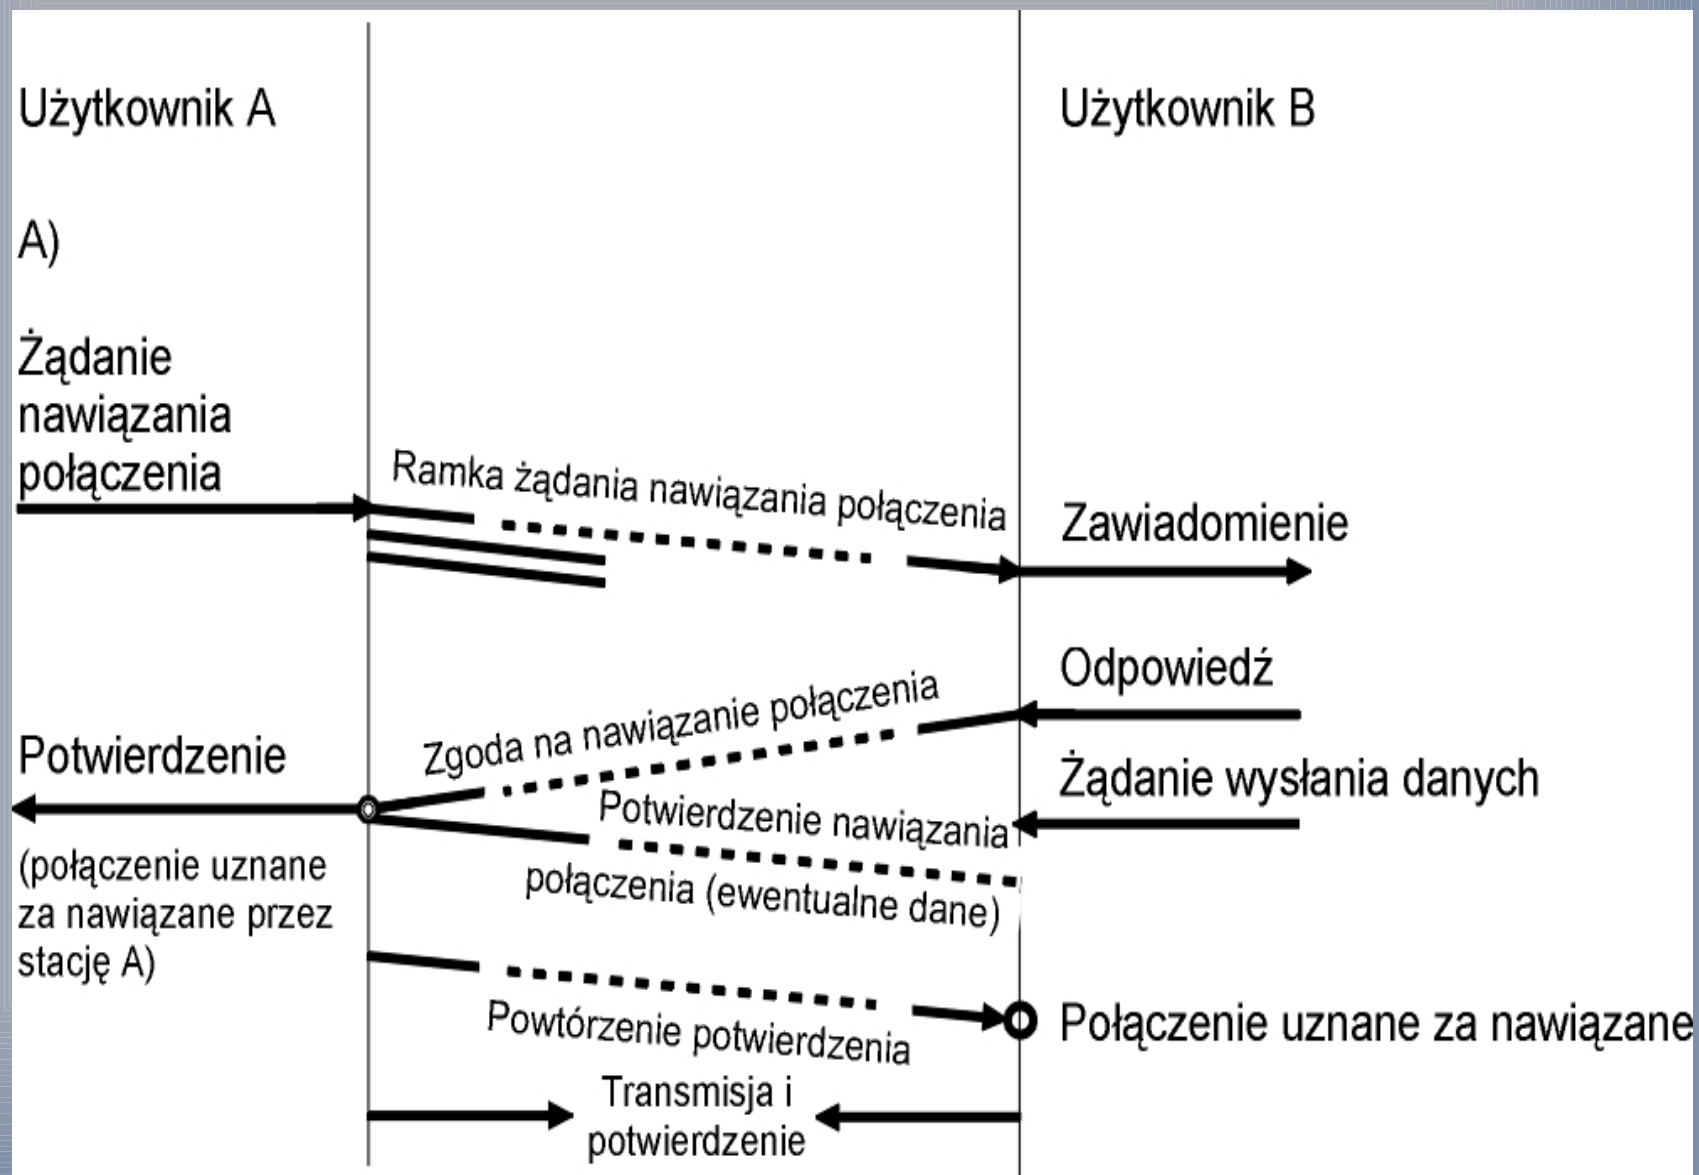 Użytkownik A
Użytkownik B
A)
Żądanie
nawiązania
połączenia
Ramka żądania nawiązania połączenia
Zawiadomienie
Odpowiedź
Zgoda na nawiązanie połączenia
Potwierdzenie
Żądanie wysłania danych
Potwierdzenie nawiązania
połączenia (ewentualne dane)
(połączenie uznane
za nawiązane przez
stację A)
Powtórzenie potwierdzenia
Połączenie uznane za nawiązane
Transmisja i
potwierdzenie